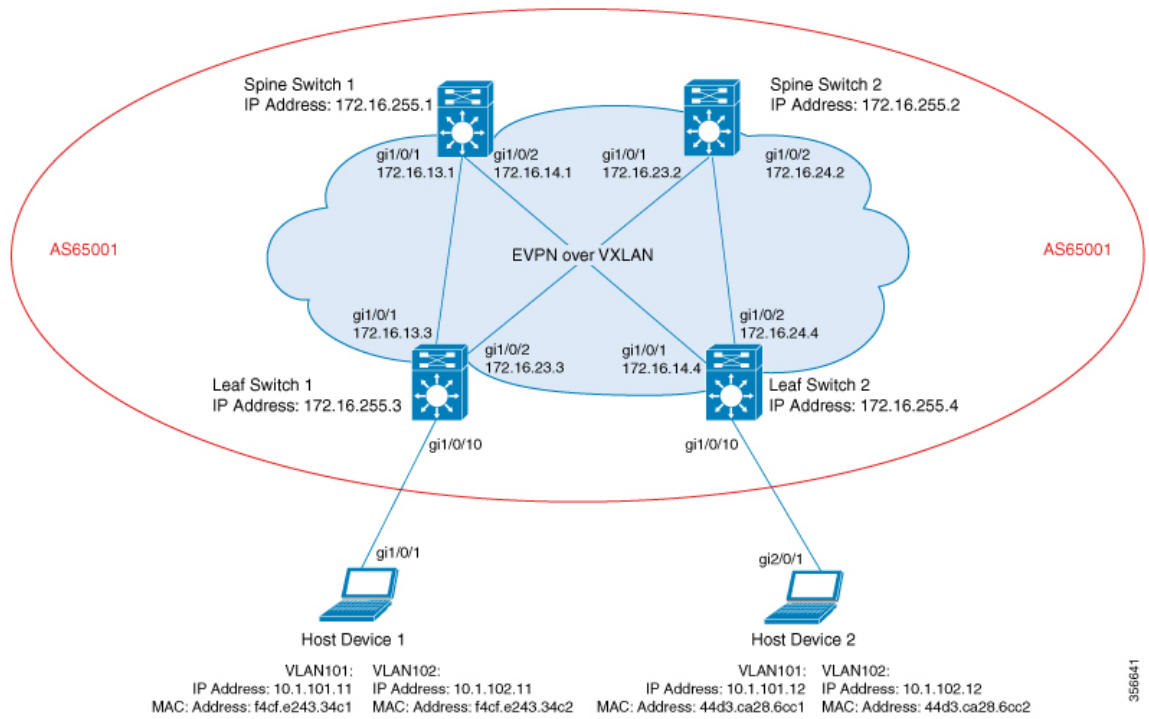 Spine Switch 1
IP Address: 172.16.255.1
Spine Switch 2
IP Address: 172.16.255.2
gi1/0/1
172.16.13.1
gi1/0/2
172.16.14.1
gi1/0/1
172.16.23.2
gi1/0/2
172.16.24.2
AS65001
EVPN over VXLAN
AS65001
gi1/0/1
172.16.13.3
gi1/0/2
172.16.24.4
gi1/0/2
172.16.23.3
gi1/0/1
172.16.14.4
Leaf Switch 1
IP Address: 172.16.255.3
Leaf Switch 2
IP Address: 172.16.255.4
gi1/0/10
gi1/0/10
gi1/0/1
gi2/0/1
Host Device 1
Host Device 2
VLAN101:
IP Address: 10.1.101.11
MAC: Address: f4cf.e243.34c1
VLAN102:
IP Address: 10.1.102.11
MAC: Address: f4cf.e243.34c2
VLAN101:
IP Address: 10.1.101.12
MAC: Address: 44d3.ca28.6cc1
VLAN102:
IP Address: 10.1.102.12
MAC: Address: 44d3.ca28.6cc2
356641